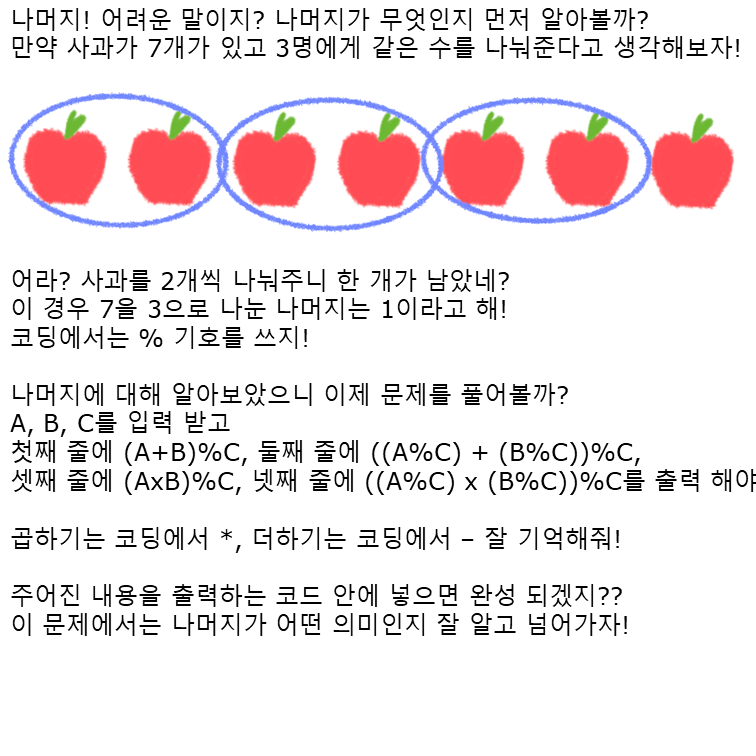 나머지! 어려운 말이지? 나머지가 무엇인지 먼저 알아볼까?
만약 사과가 7개가 있고 3명에게 같은 수를 나눠준다고 생각해보자!
어라? 사과를 2개씩 나눠주니 한 개가 남았네?
이 경우 7을 3으로 나눈 나머지는 1이라고 해!
코딩에서는 % 기호를 쓰지!
나머지에 대해 알아보았으니 이제 문제를 풀어볼까?
A, B, C를 입력 받고
첫째 줄에 (A+B)%C, 둘째 줄에 ((A%C) + (B%C))%C,
셋째 줄에 (AxB)%C, 넷째 줄에 ((A%C) x (B%C))%C를 출력 해야
곱하기는 코딩에서 *, 더하기는 코딩에서 – 잘 기억해줘!
주어진 내용을 출력하는 코드 안에 넣으면 완성 되겠지??
이 문제에서는 나머지가 어떤 의미인지 잘 알고 넘어가자!